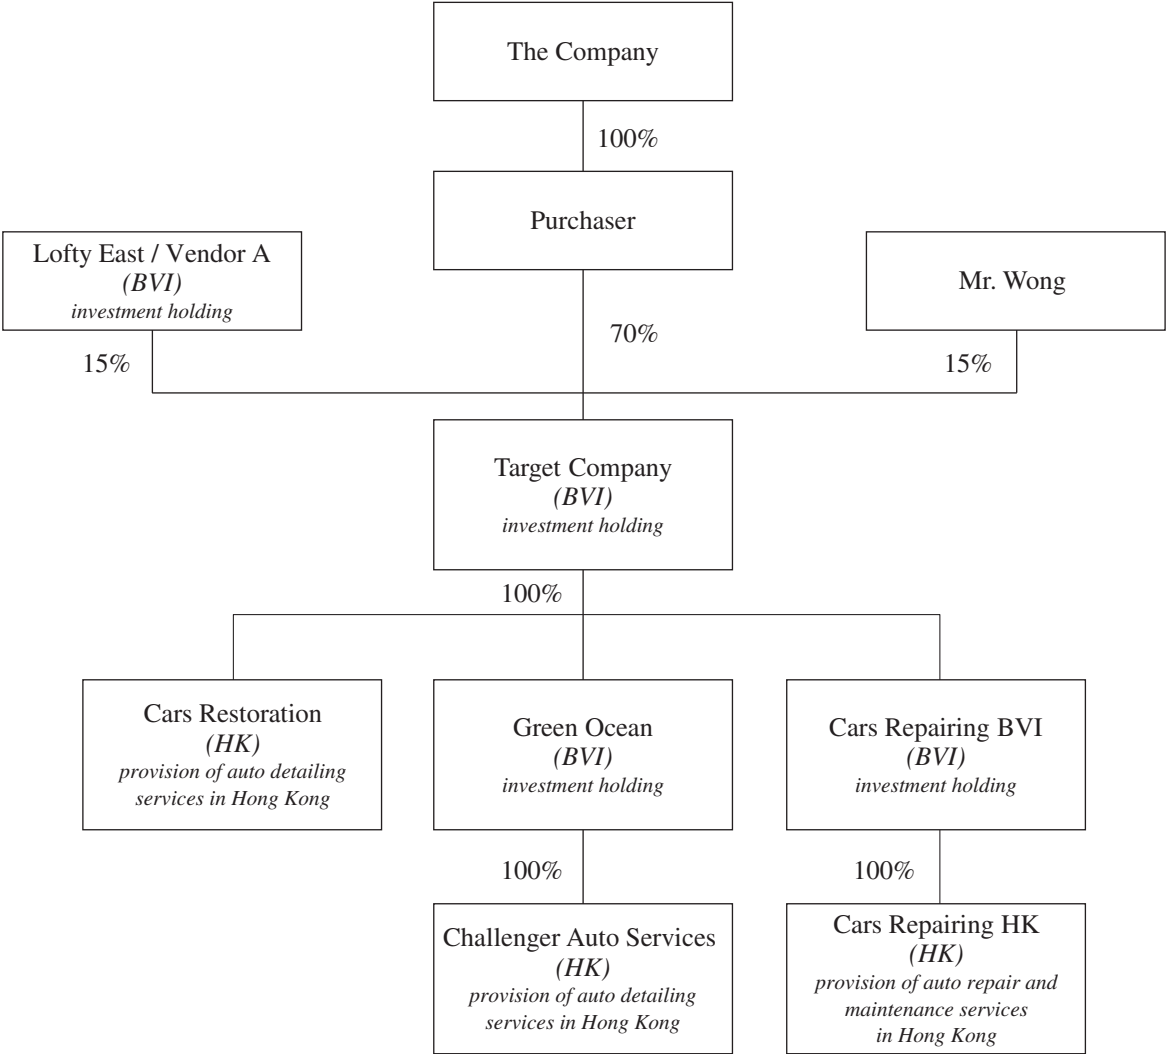 The Company
100%
Purchaser
Lofty East / Vendor A
(BVI)
investment holding
Mr. Wong
15%
70%
15%
Target Company
(BVI)
investment holding
100%
Cars Restoration
(HK)
provision of auto detailing
services in Hong Kong
Green Ocean
(BVI)
investment holding
Cars Repairing BVI
(BVI)
investment holding
100%
100%
Challenger Auto Services
(HK)
provision of auto detailing
services in Hong Kong
Cars Repairing HK
(HK)
provision of auto repair and
maintenance services
in Hong Kong